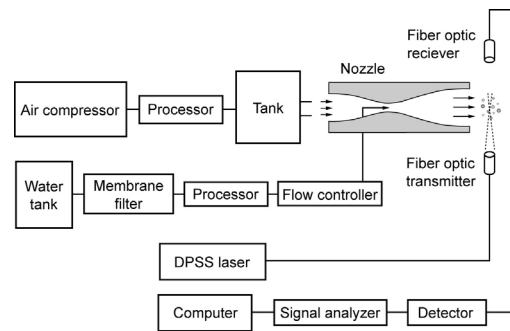 Fiber optic
reciever
Nozzle
Air compressor
Processor
Tank
Fiber optic
transmitter
Water
tank
Membrane
filter
Processor
Flow controller
DPSS laser
Computer
Signal analyzer
Detector